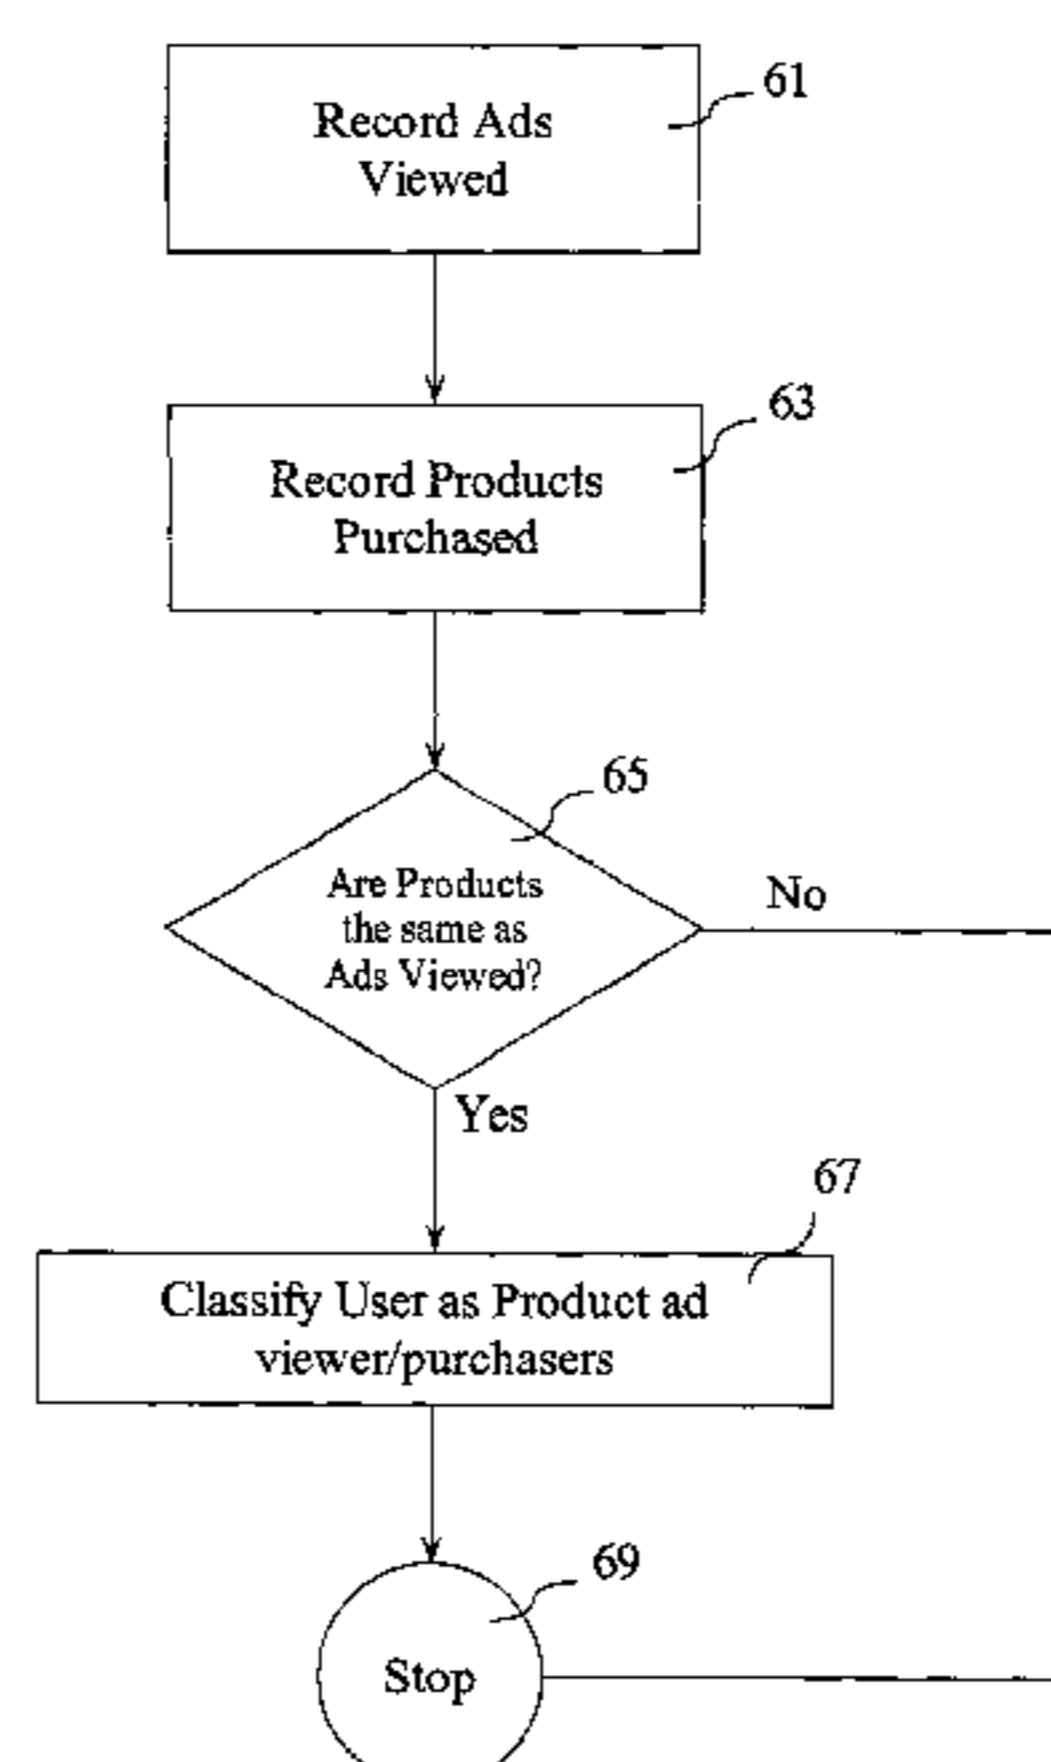 61
Record Ads
Viewed
63
Record Products
Purchased
65
Are Products
the same as
Ads Viewed?
No
Yes
67
Classify User as Product ad
viewer/purchasers
69
Stop